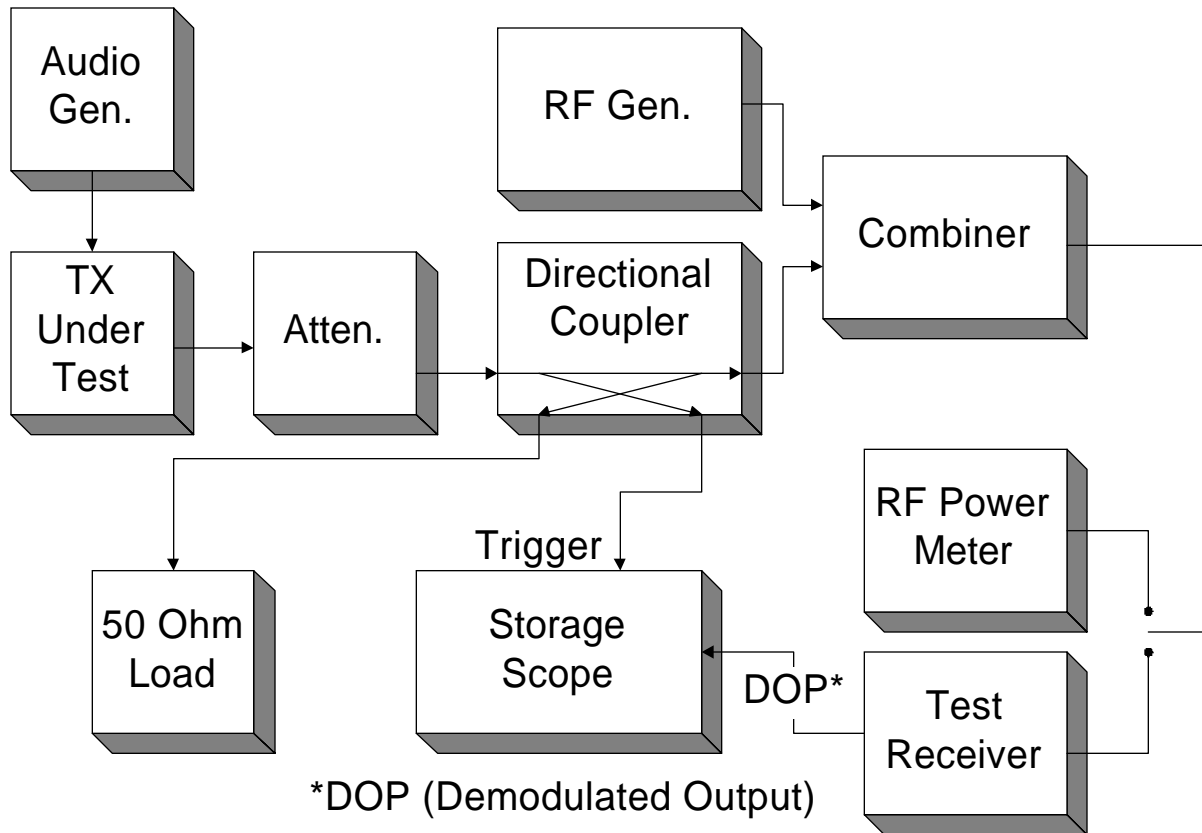 Audio
Gen.
RF Gen.
Combiner
TX
Under
Test
Atten.
Directional
Coupler
RF Power
Meter
Trigger
50 Ohm
Load
Storage
Scope
DOP*
Test
Receiver
*DOP (Demodulated Output)